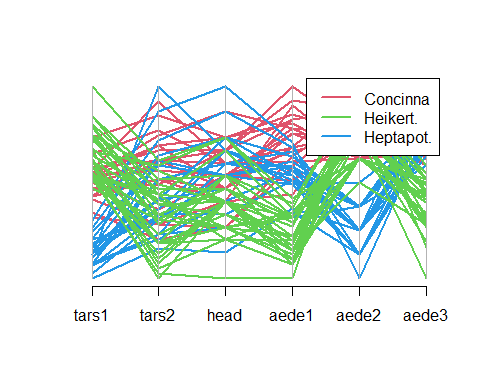 Concinna
Heikert.
Heptapot.
tars1 tars2 head aede1 aede2 aede3